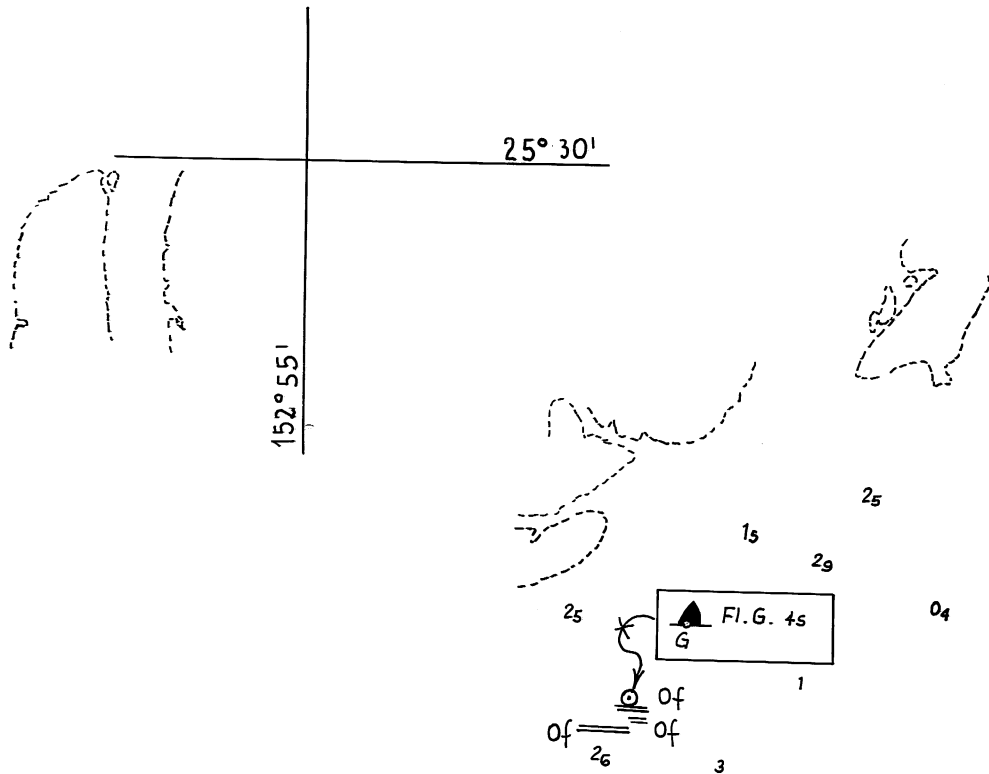 25° 30'
152° 55'
2₅
1₅
2₉
2₅
0₄
Fl. G. 4s
G
1
Of
Of
Of
2₆
3